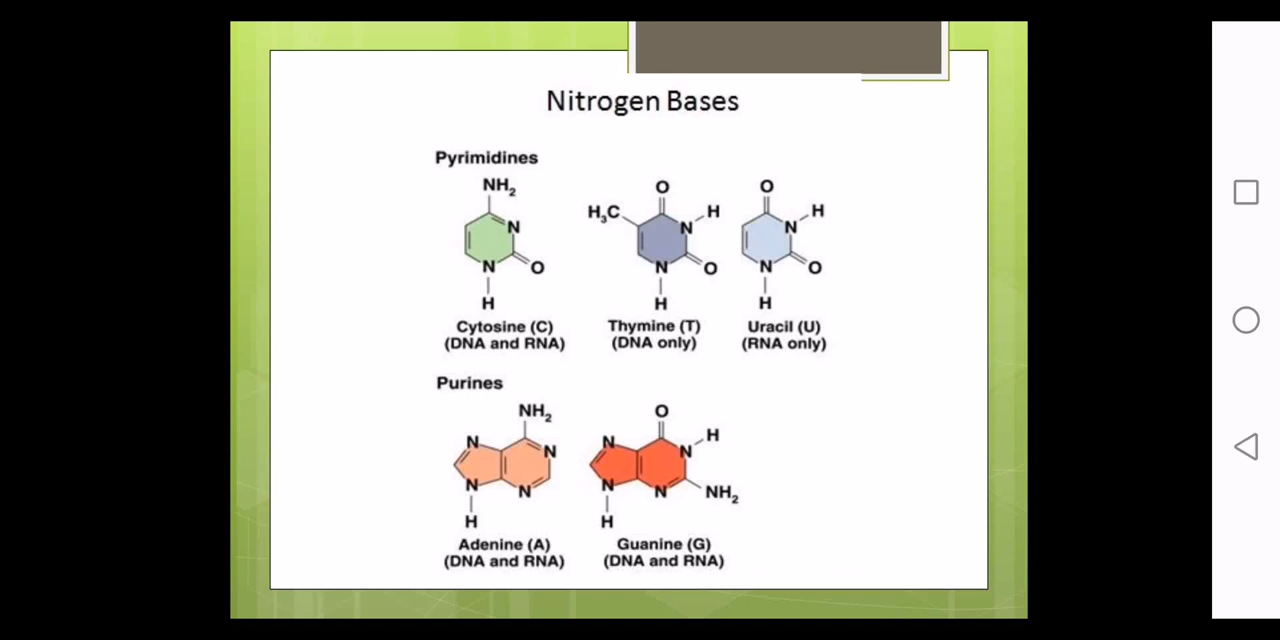 Nitrogen Bases
Pyrimidines
NH2
N
N
O
H
Cytosine (C)
(DNA and RNA)
O
H3C
H
N
N
O
H
Thymine (T)
(DNA only)
O
H
N
N
O
H
Uracil (U)
(RNA only)
Purines
NH2
N
N
N
N
H
Adenine (A)
(DNA and RNA)
O
H
N
N
N
N
NH2
H
Guanine (G)
(DNA and RNA)